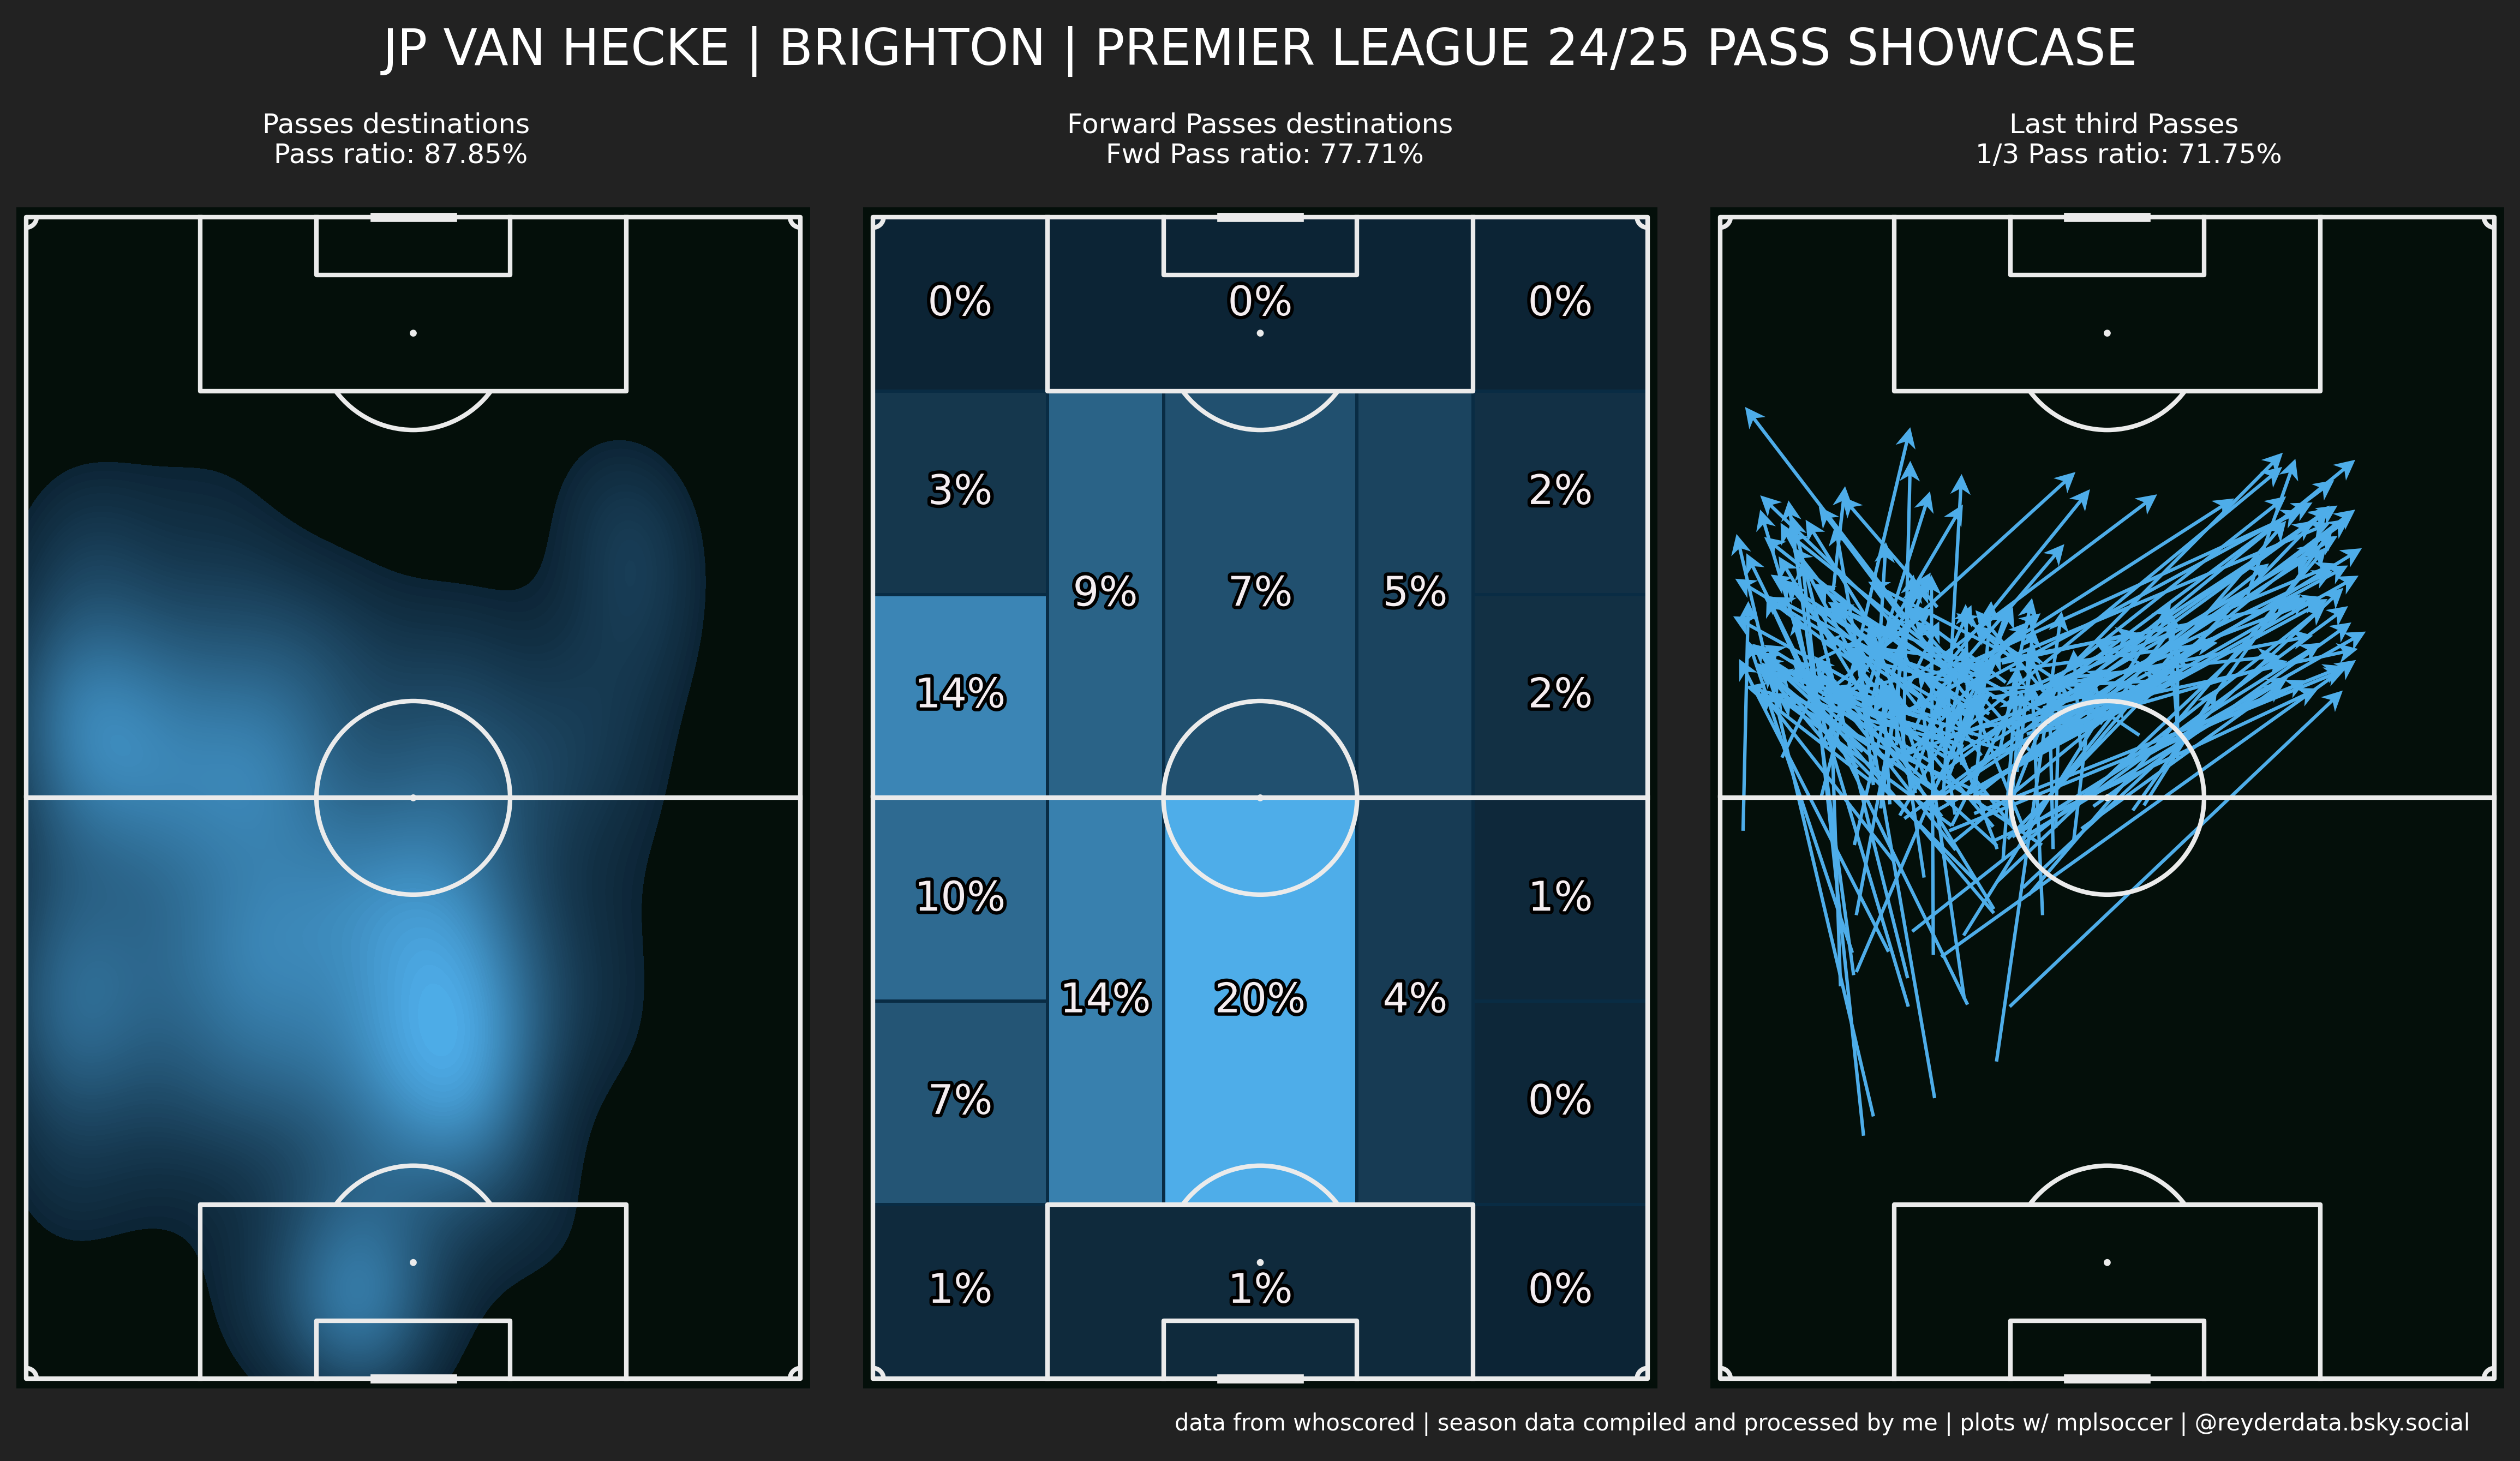 JP VAN HECKE | BRIGHTON | PREMIER LEAGUE 24/25 PASS SHOWCASE
Passes destinations
Pass ratio: 87.85%
Forward Passes destinations
Fwd Pass ratio: 77.71%
Last third Passes
1/3 Pass ratio: 71.75%
0% 0% 0%
3% 2%
9% 7% 5%
14% 2%
10% 1%
14% 20% 4%
7% 0%
1% 1% 0%
data from whoscored | season data compiled and processed by me | plots w/ mplsoccer | @reyderdata.bsky.social